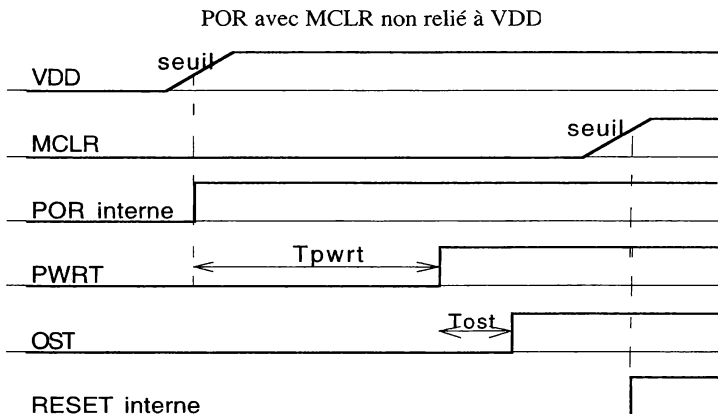 POR avec MCLR non relié à VDD
seuil
VDD
seuil
MCLR
POR interne
Tpwrt
PWRT
Tost
OST
RESET interne